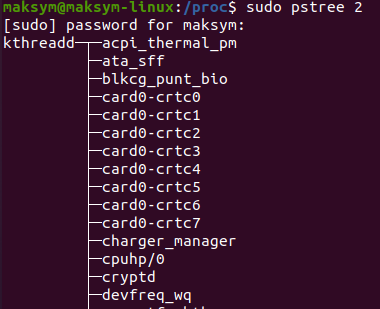 maksym@maksym-linux:/proc$ sudo pstree 2
[sudo] password for maksym:
kthreadd─┬─acpi_thermal_pm
├─ata_sff
├─blkcg_punt_bio
├─card0-crtc0
├─card0-crtc1
├─card0-crtc2
├─card0-crtc3
├─card0-crtc4
├─card0-crtc5
├─card0-crtc6
├─card0-crtc7
├─charger_manager
├─cpuhp/0
├─cryptd
├─devfreq_wq